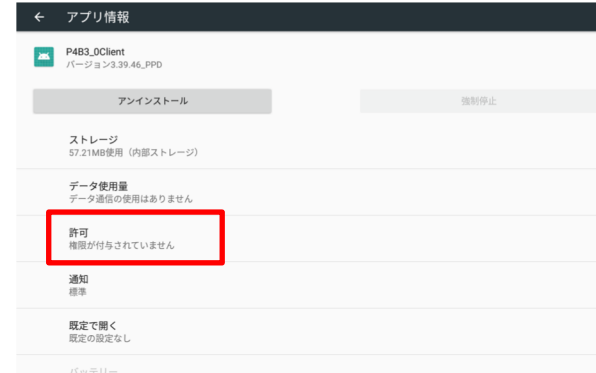 アプリ情報
P4B3_0Client
バージョン3.39.46_PPD
アンインストール
強制停止
ストレージ
57.21MB使用（内部ストレージ）
データ使用量
データ通信の使用はありません
許可
権限が付与されていません
通知
標準
既定で開く
既定の設定なし
バッテリー